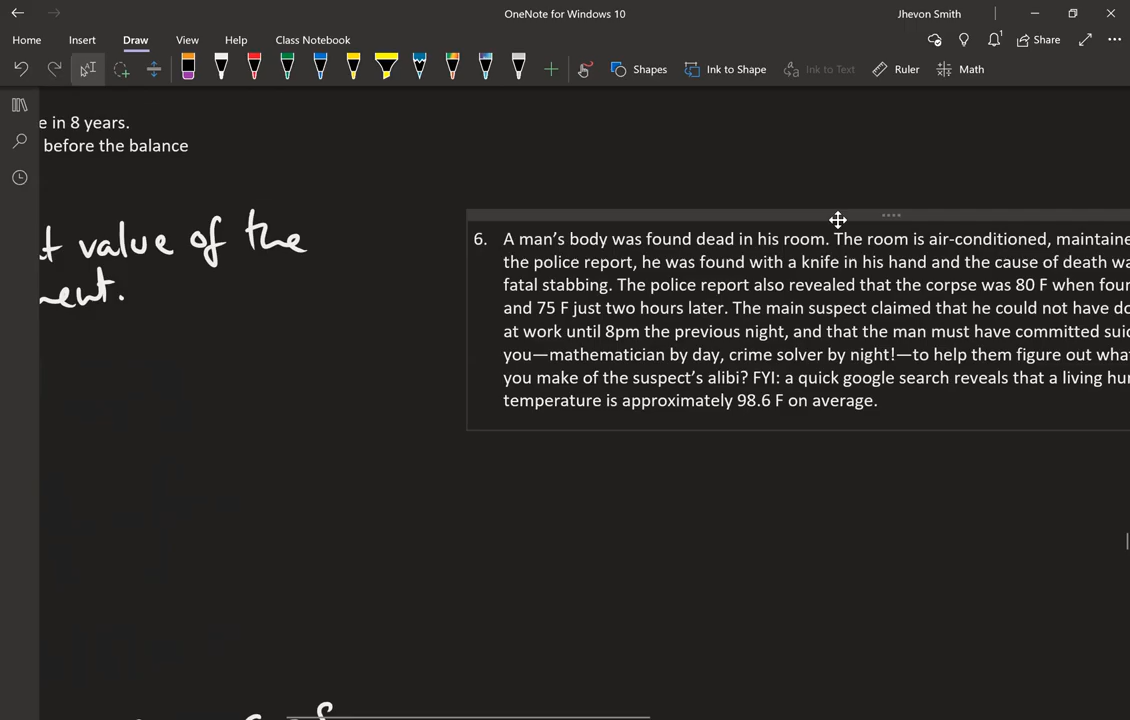 OneNote for Windows 10
Jhevon Smith
Home Insert Draw View Help Class Notebook
Share
Shapes Ink to Shape Ink to Text Ruler Math
e in 8 years.
before the balance
t value of the
ment.
6. A man's body was found dead in his room. The room is air-conditioned, maintaine
the police report, he was found with a knife in his hand and the cause of death wa
fatal stabbing. The police report also revealed that the corpse was 80 F when four
and 75 F just two hours later. The main suspect claimed that he could not have do
at work until 8pm the previous night, and that the man must have committed suic
you—mathematician by day, crime solver by night!—to help them figure out what
you make of the suspect's alibi? FYI: a quick google search reveals that a living hur
temperature is approximately 98.6 F on average.